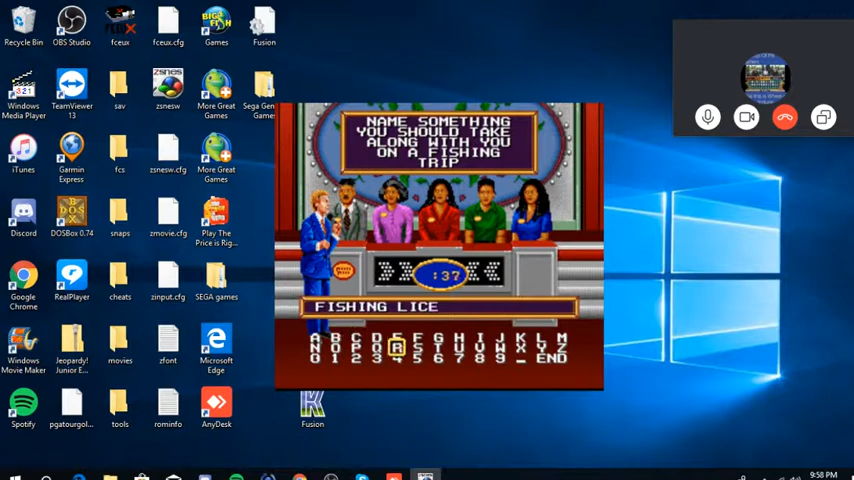 NAME SOMETHING
YOU SHOULD TAKE
ALONG WITH YOU
ON A FISHING
TRIP
:37
FISHING LICE
A B C D E F G H I J K L M
N O P Q R S T U V W X Y Z
0 1 2 3 4 5 6 7 8 9 _ END
Recycle Bin
OBS Studio
fceux
fceux.cfg
Games
Fusion
Windows
Media Player
TeamViewer
13
sav
zsnesw
More Great
Games
Sega Gen
Games
iTunes
Garmin
Express
fcs
zsnesw.cfg
More Great
Games
Discord
DOSBox 0.74
snaps
zmovie.cfg
Play The
Price is Rig...
Google
Chrome
RealPlayer
cheats
zinput.cfg
SEGA games
Windows
Movie Maker
Jeopardy!
Junior E...
movies
zfont
Microsoft
Edge
Spotify
pgatourgol...
tools
rominfo
AnyDesk
Fusion
9:58 PM